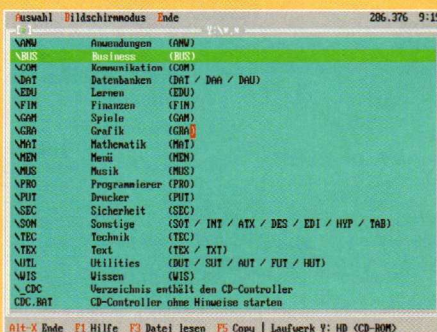 Auswahl Bildschirmmodus Ende 286.376 9:15
Y:\*.*
\ANW Anwendungen (ANW)
\BUS Business (BUS)
\COM Kommunikation (COM)
\DAT Datenbanken (DAT / DAA / DAU)
\EDU Lernen (EDU)
\FIN Finanzen (FIN)
\GAM Spiele (GAM)
\GRA Grafik (GRA)
\MAT Mathematik (MAT)
\MEN Menü (MEN)
\MUS Musik (MUS)
\PRO Programmierer (PRO)
\PUT Drucker (PUT)
\SEC Sicherheit (SEC)
\SON Sonstige (SOT / INT / ATX / DES / EDI / HYP / TAB)
\TEC Technik (TEC)
\TEX Text (TEX / TXT)
\UTL Utilities (DUT / SUT / AUT / FUT / HUT)
\WIS Wissen (WIS)
\_CDC Verzeichnis enthält den CD-Controller
CDC.BAT CD-Controller ohne Hinweise starten
Alt-X Ende F1 Hilfe F3 Datei lesen F5 Copy | Laufwerk Y: HD <CD-ROM>